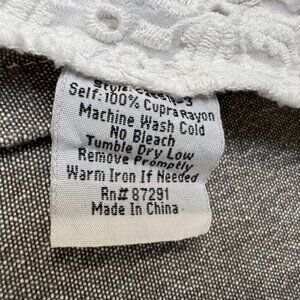 Self:100% Cupra Rayon
Machine Wash Cold
No Bleach
Tumble Dry Low
Remove Promptly
Warm Iron If Needed
Rn# 87291
Made In China